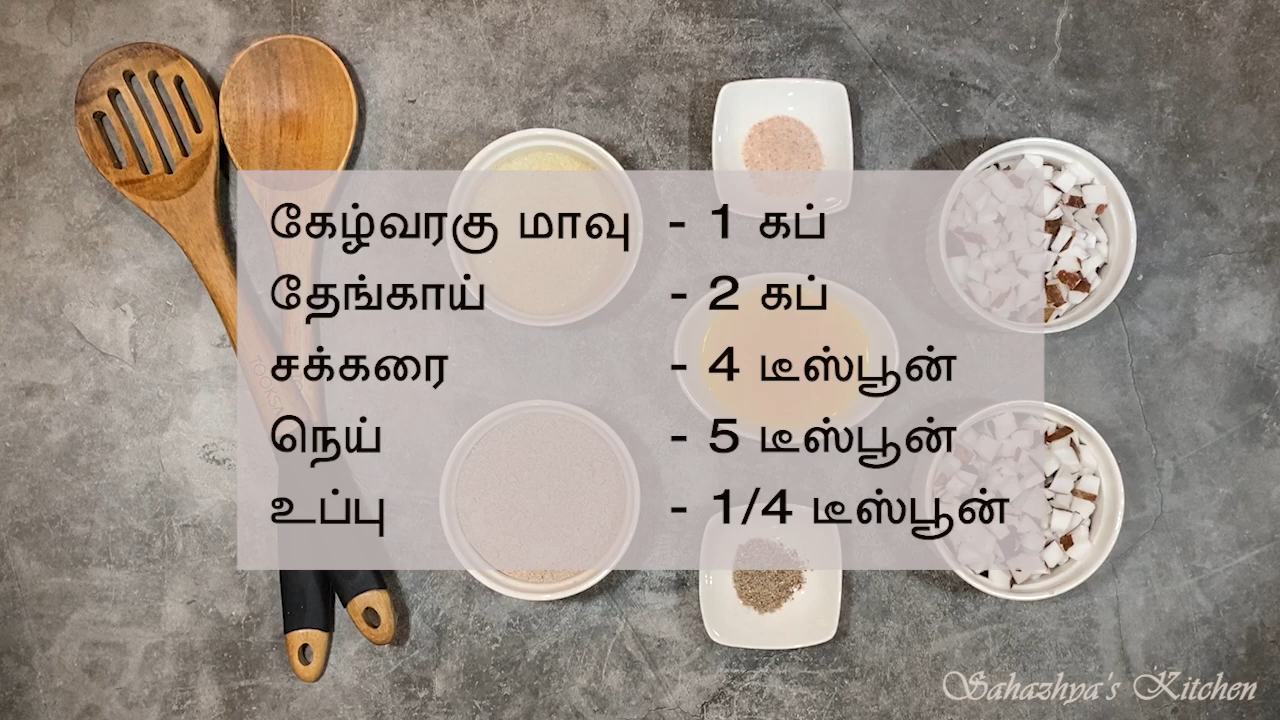 கேழ்வரகு மாவு - 1 கப்
தேங்காய் - 2 கப்
சக்கரை - 4 டீஸ்பூன்
நெய் - 5 டீஸ்பூன்
உப்பு - 1/4 டீஸ்பூன்
Sahazhya's Kitchen